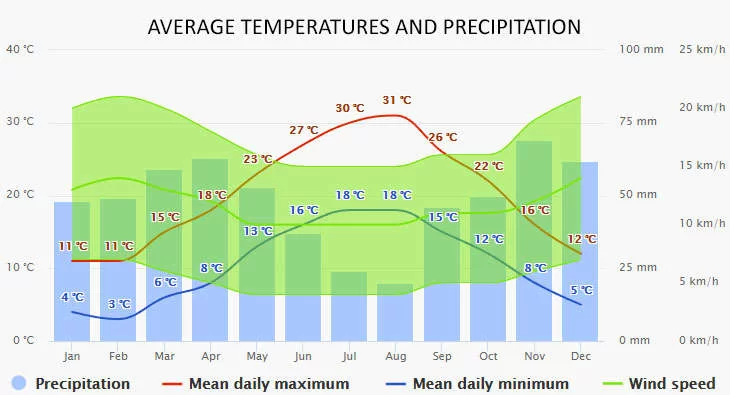 AVERAGE TEMPERATURES AND PRECIPITATION
40 °C 100 mm 25 km/h
20 km/h
31 °C
30 °C
30 °C 75 mm
27 °C
26 °C
23 °C
22 °C
15 km/h
20 °C 50 mm
18 °C 18 °C 18 °C
15 °C 16 °C 15 °C 16 °C
10 km/h
13 °C
11 °C 11 °C 12 °C 12 °C
10 °C 25 mm
8 °C 8 °C
6 °C 5 km/h
4 °C 3 °C 5 °C
0 °C 0 mm 0 km/h
Jan Feb Mar Apr May Jun Jul Aug Sep Oct Nov Dec
Precipitation Mean daily maximum Mean daily minimum Wind speed